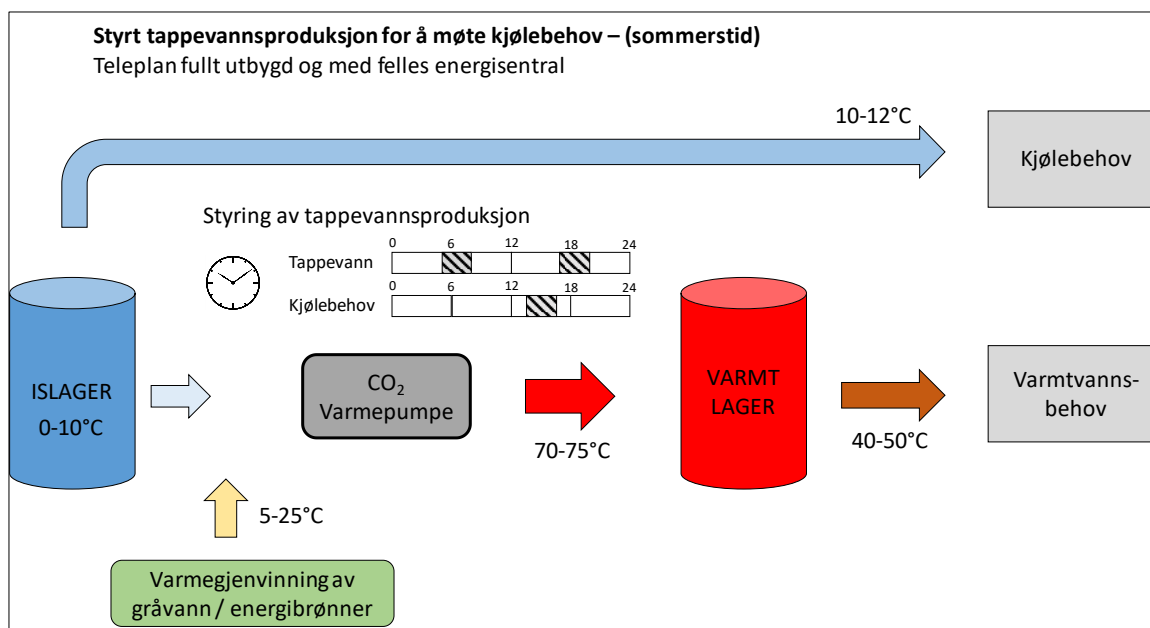 Styrt tappevannsproduksjon for å møte kjølebehov – (sommerstid)
Teleplan fullt utbygd og med felles energisentral
10-12°C
Kjølebehov
Styring av tappevannsproduksjon
0 6 12 18 24
Tappevann
0 6 12 18 24
Kjølebehov
ISLAGER
0-10°C
CO₂
Varmepumpe
70-75°C
VARMT
LAGER
40-50°C
Varmtvanns-
behov
5-25°C
Varmegjenvinning av
gråvann / energibrønner